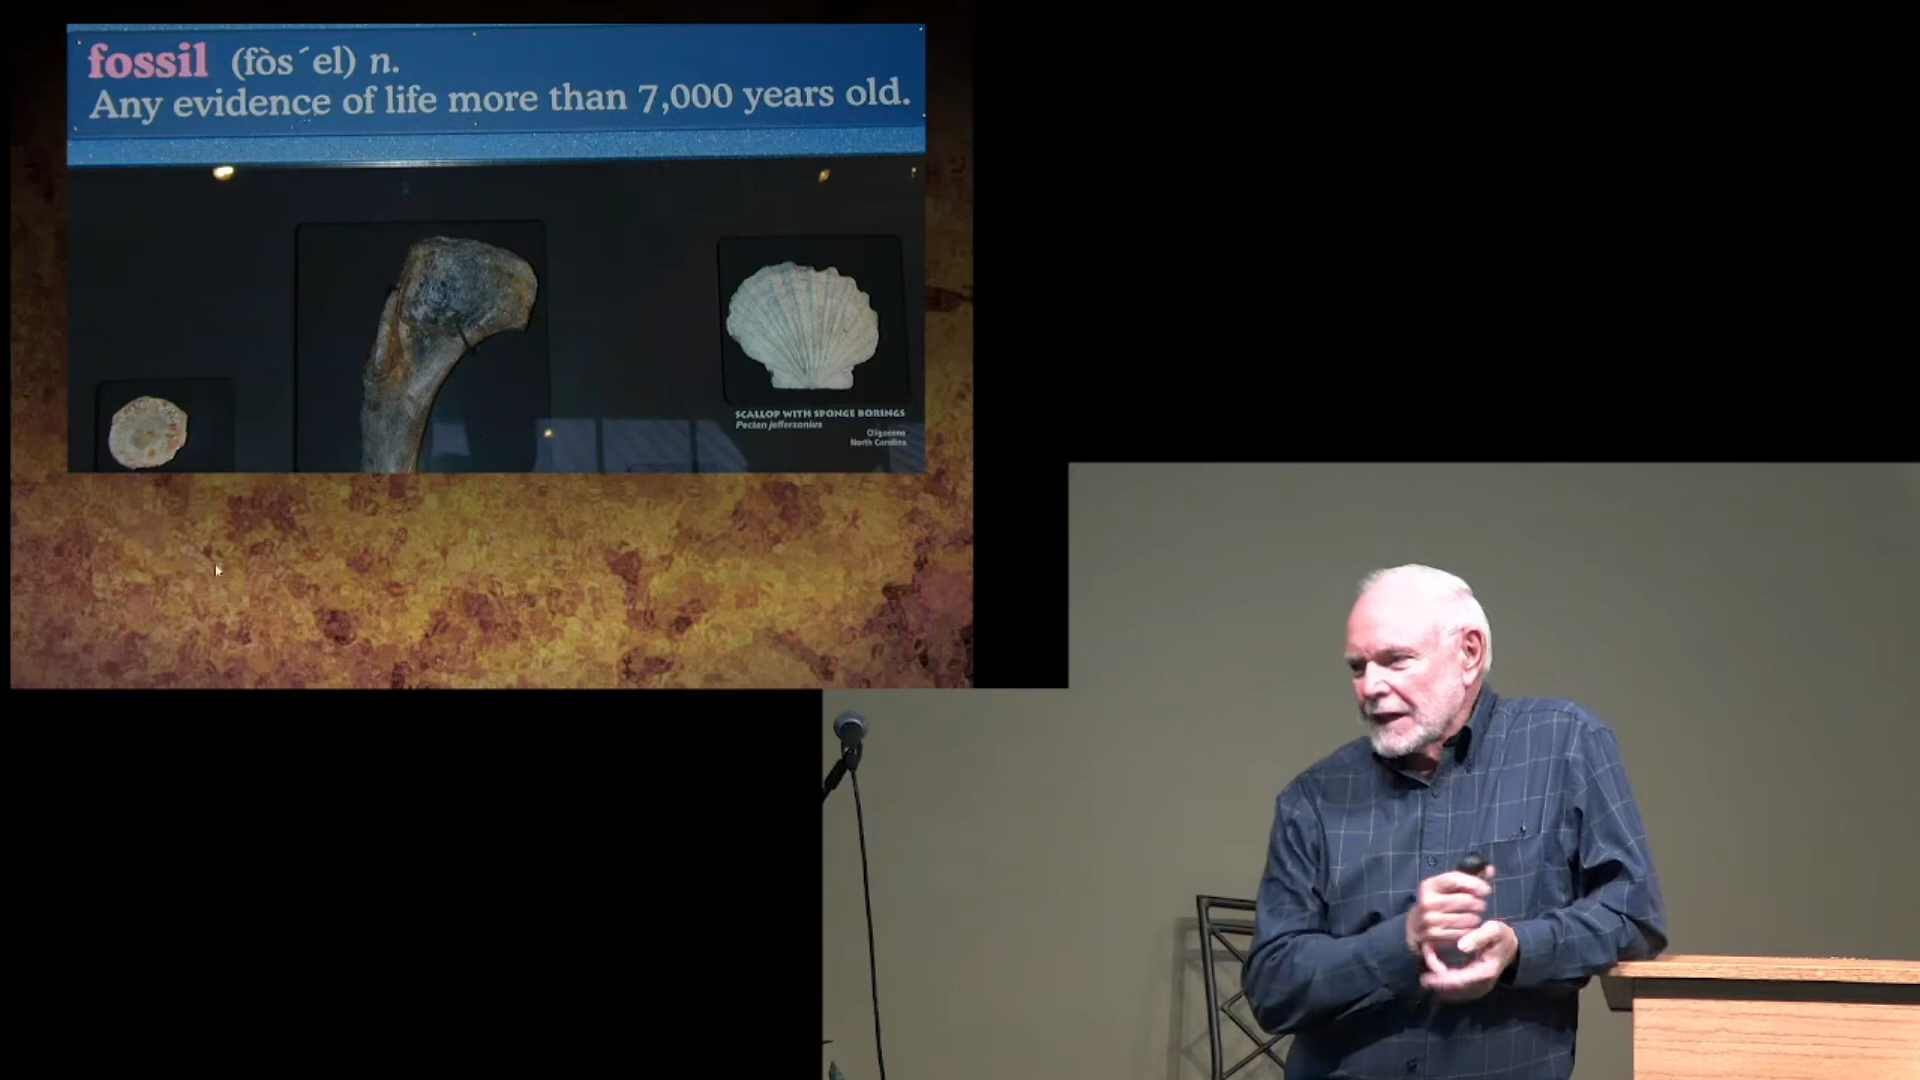 fossil (fòs´el) n.
Any evidence of life more than 7,000 years old.
SCALLOP WITH SPONGE BORINGS
Pecten jeffersonius
Oligocene
North Carolina